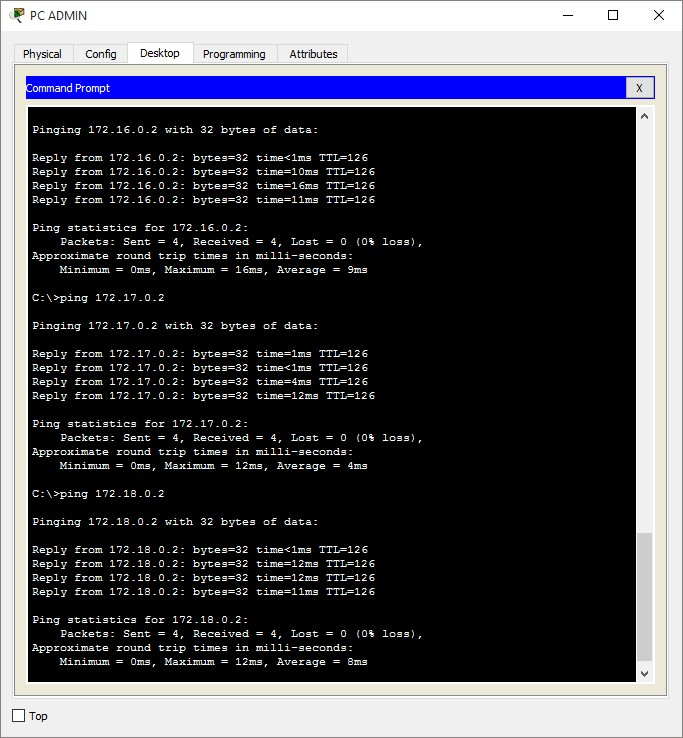 PC ADMIN
Physical Config Desktop Programming Attributes
Command Prompt X
Pinging 172.16.0.2 with 32 bytes of data:
Reply from 172.16.0.2: bytes=32 time<1ms TTL=126
Reply from 172.16.0.2: bytes=32 time=10ms TTL=126
Reply from 172.16.0.2: bytes=32 time=16ms TTL=126
Reply from 172.16.0.2: bytes=32 time=11ms TTL=126
Ping statistics for 172.16.0.2:
    Packets: Sent = 4, Received = 4, Lost = 0 (0% loss),
Approximate round trip times in milli-seconds:
    Minimum = 0ms, Maximum = 16ms, Average = 9ms
C:\>ping 172.17.0.2
Pinging 172.17.0.2 with 32 bytes of data:
Reply from 172.17.0.2: bytes=32 time=1ms TTL=126
Reply from 172.17.0.2: bytes=32 time<1ms TTL=126
Reply from 172.17.0.2: bytes=32 time=4ms TTL=126
Reply from 172.17.0.2: bytes=32 time=12ms TTL=126
Ping statistics for 172.17.0.2:
    Packets: Sent = 4, Received = 4, Lost = 0 (0% loss),
Approximate round trip times in milli-seconds:
    Minimum = 0ms, Maximum = 12ms, Average = 4ms
C:\>ping 172.18.0.2
Pinging 172.18.0.2 with 32 bytes of data:
Reply from 172.18.0.2: bytes=32 time<1ms TTL=126
Reply from 172.18.0.2: bytes=32 time=12ms TTL=126
Reply from 172.18.0.2: bytes=32 time=12ms TTL=126
Reply from 172.18.0.2: bytes=32 time=11ms TTL=126
Ping statistics for 172.18.0.2:
    Packets: Sent = 4, Received = 4, Lost = 0 (0% loss),
Approximate round trip times in milli-seconds:
    Minimum = 0ms, Maximum = 12ms, Average = 8ms
Top